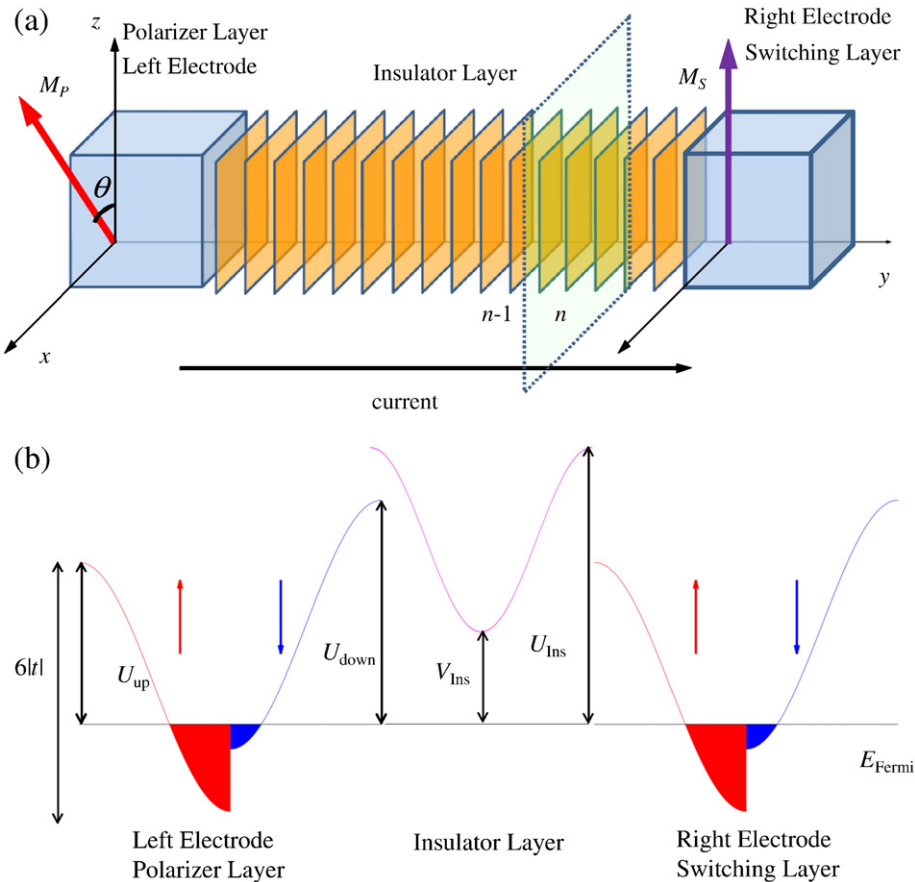 (a)
z
Polarizer Layer
Left Electrode
Right Electrode
Switching Layer
Insulator Layer
M_P
M_S
θ
n-1
n
y
x
current
(b)
6|t|
U_up
U_down
V_Ins
U_Ins
E_Fermi
Left Electrode
Polarizer Layer
Insulator Layer
Right Electrode
Switching Layer